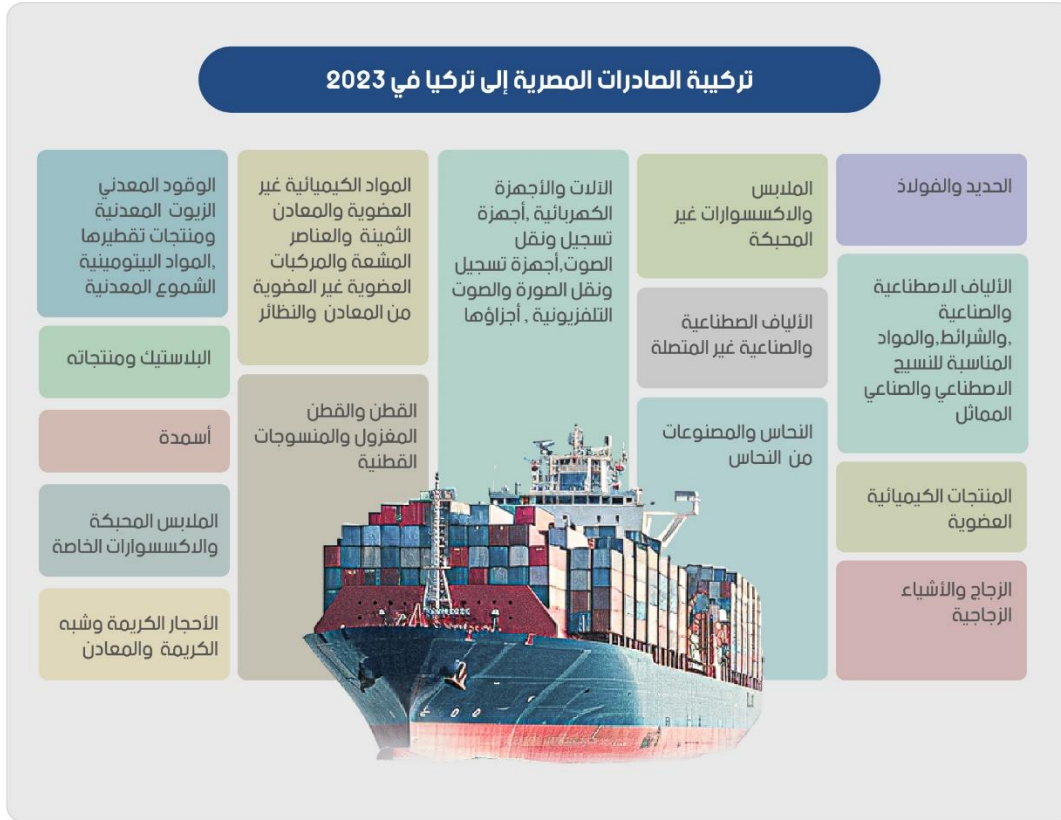 تركيبة الصادرات المصرية إلى تركيا في 2023
الحديد والفولاذ
الألياف الاصطناعية
والصناعية
,والشرائط,والمواد
المناسبة للنسيج
الاصطناعي والصناعي
المماثل
المنتجات الكيميائية
العضوية
الزجاج والأشياء
الزجاجية
الملابس
والاكسسوارات غير
المحبكة
الألياف الصطناعية
والصناعية غير المتصلة
النحاس والمصنوعات
من النحاس
الآلات والأجهزة
الكهربائية ,أجهزة
تسجيل ونقل
الصوت,أجهزة تسجيل
ونقل الصورة والصوت
التلفزيونية , أجزاؤها
المواد الكيميائية غير
العضوية والمعادن
الثمينة والعناصر
المشعة والمركبات
العضوية غير العضوية
من المعادن والنظائر
القطن والقطن
المغزول والمنسوجات
القطنية
الوقود المعدني
الزيوت المعدنية
ومنتجات تقطيرها
,المواد البيتومينية
الشموع المعدنية
البلاستيك ومنتجاته
أسمدة
الملابس المحبكة
والاكسسوارات الخاصة
الأحجار الكريمة وشبه
الكريمة والمعادن